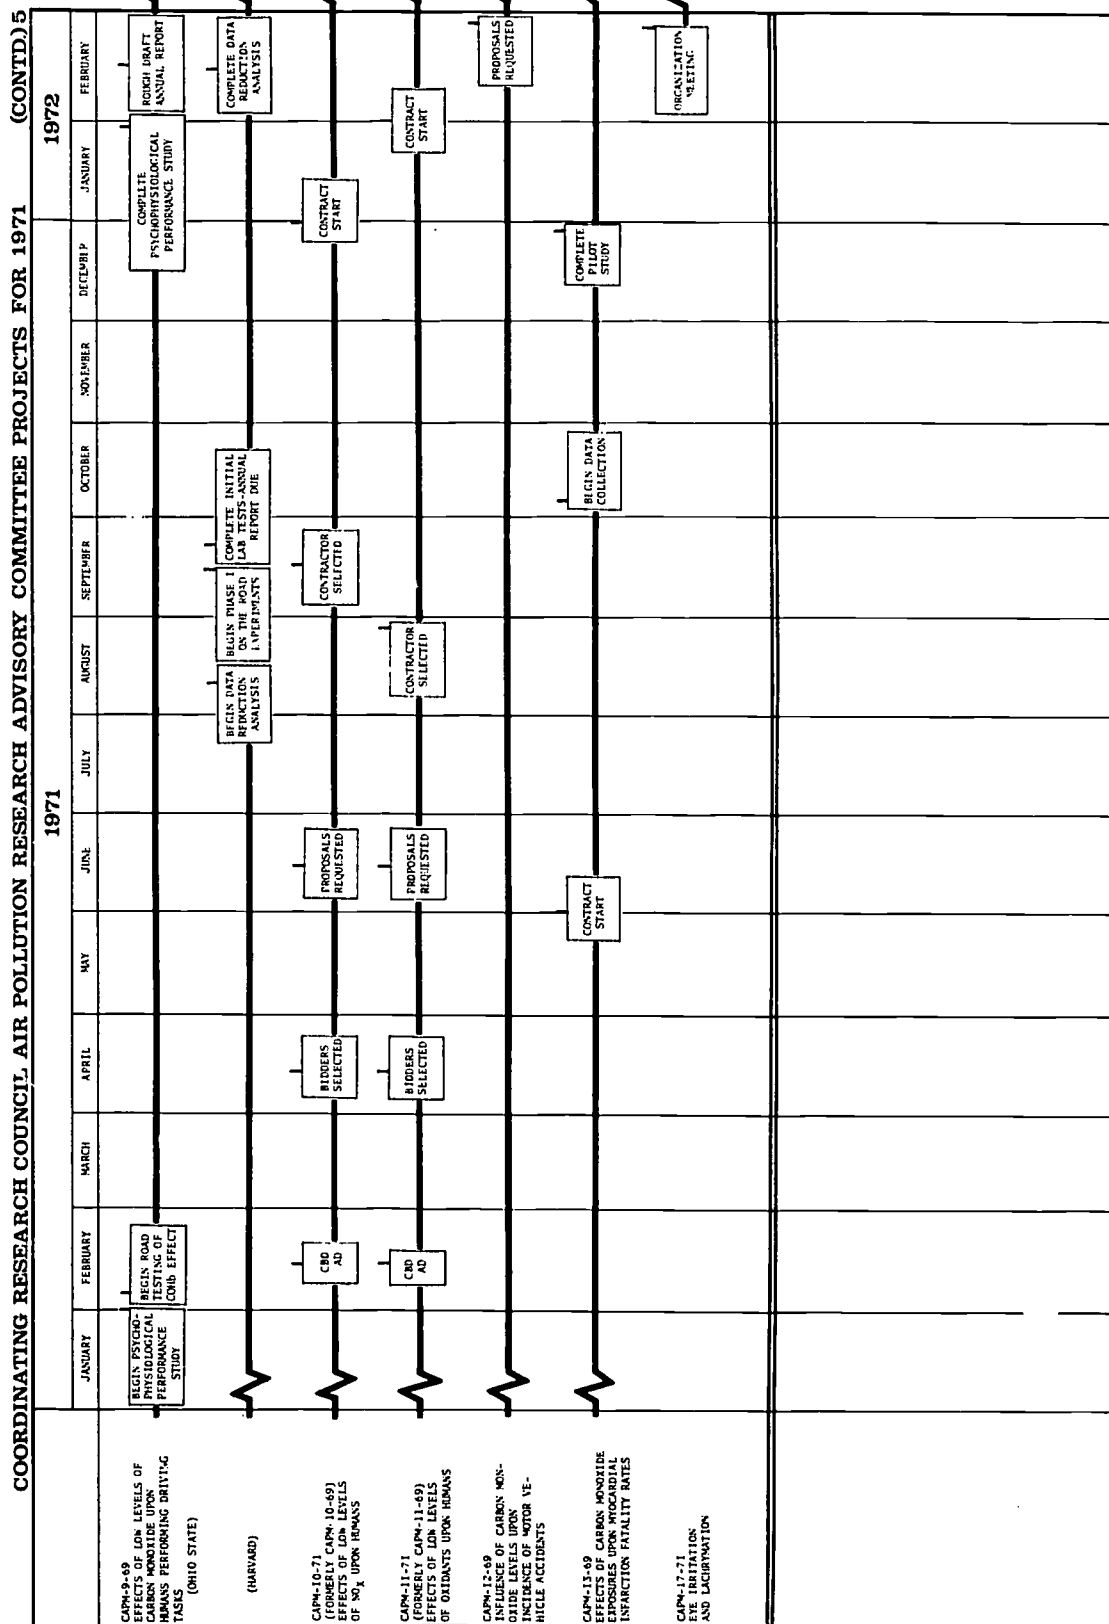 COORDINATING RESEARCH COUNCIL AIR POLLUTION RESEARCH ADVISORY COMMITTEE PROJECTS FOR 1971 (CONTD.) 5
1971
1972
JANUARY
FEBRUARY
MARCH
APRIL
MAY
JUNE
JULY
AUGUST
SEPTEMBER
OCTOBER
NOVEMBER
DECEMBER
JANUARY
FEBRUARY
CAPM-9-69
EFFECTS OF LOW LEVELS OF
CARBON MONOXIDE UPON
HUMANS PERFORMING DRIVING
TASKS
(OHIO STATE)
BEGIN PSYCHO-
PHYSIOLOGICAL
PERFORMANCE
STUDY
BEGIN ROAD
TESTING OF
COHb EFFECT
COMPLETE
PSYCHOPHYSIOLOGICAL
PERFORMANCE STUDY
ROUGH DRAFT
ANNUAL REPORT
(HARVARD)
BEGIN DATA
REDUCTION
ANALYSIS
BEGIN PHASE I
ON THE ROAD
EXPERIMENTS
COMPLETE INITIAL
LAB TESTS-ANNUAL
REPORT DUE
COMPLETE DATA
REDUCTION
ANALYSIS
CAPM-10-71
(FORMERLY CAPM-10-69)
EFFECTS OF LOW LEVELS
OF NOX UPON HUMANS
CBD
AD
BIDDERS
SELECTED
PROPOSALS
REQUESTED
CONTRACTOR
SELECTED
CONTRACT
START
CAPM-11-71
(FORMERLY CAPM-11-69)
EFFECTS OF LOW LEVELS
OF OXIDANTS UPON HUMANS
CBD
AD
BIDDERS
SELECTED
PROPOSALS
REQUESTED
CONTRACTOR
SELECTED
CONTRACT
START
CAPM-12-69
INFLUENCE OF CARBON MON-
OXIDE LEVELS UPON
INCIDENCE OF MOTOR VE-
HICLE ACCIDENTS
PROPOSALS
REQUESTED
CAPM-13-69
EFFECTS OF CARBON MONOXIDE
EXPOSURES UPON MYOCARDIAL
INFARCTION FATALITY RATES
CONTRACT
START
BEGIN DATA
COLLECTION
COMPLETE
PILOT
STUDY
CAPM-17-71
EYE IRRITATION
AND LACHRYMATION
ORGANIZATION
MEETING